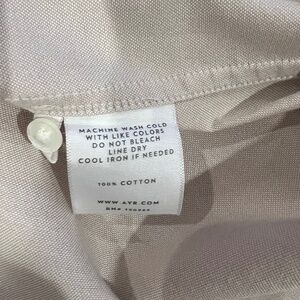 MACHINE WASH COLD
WITH LIKE COLORS
DO NOT BLEACH
LINE DRY
COOL IRON IF NEEDED
100% COTTON
WWW.AYR.COM
RN#